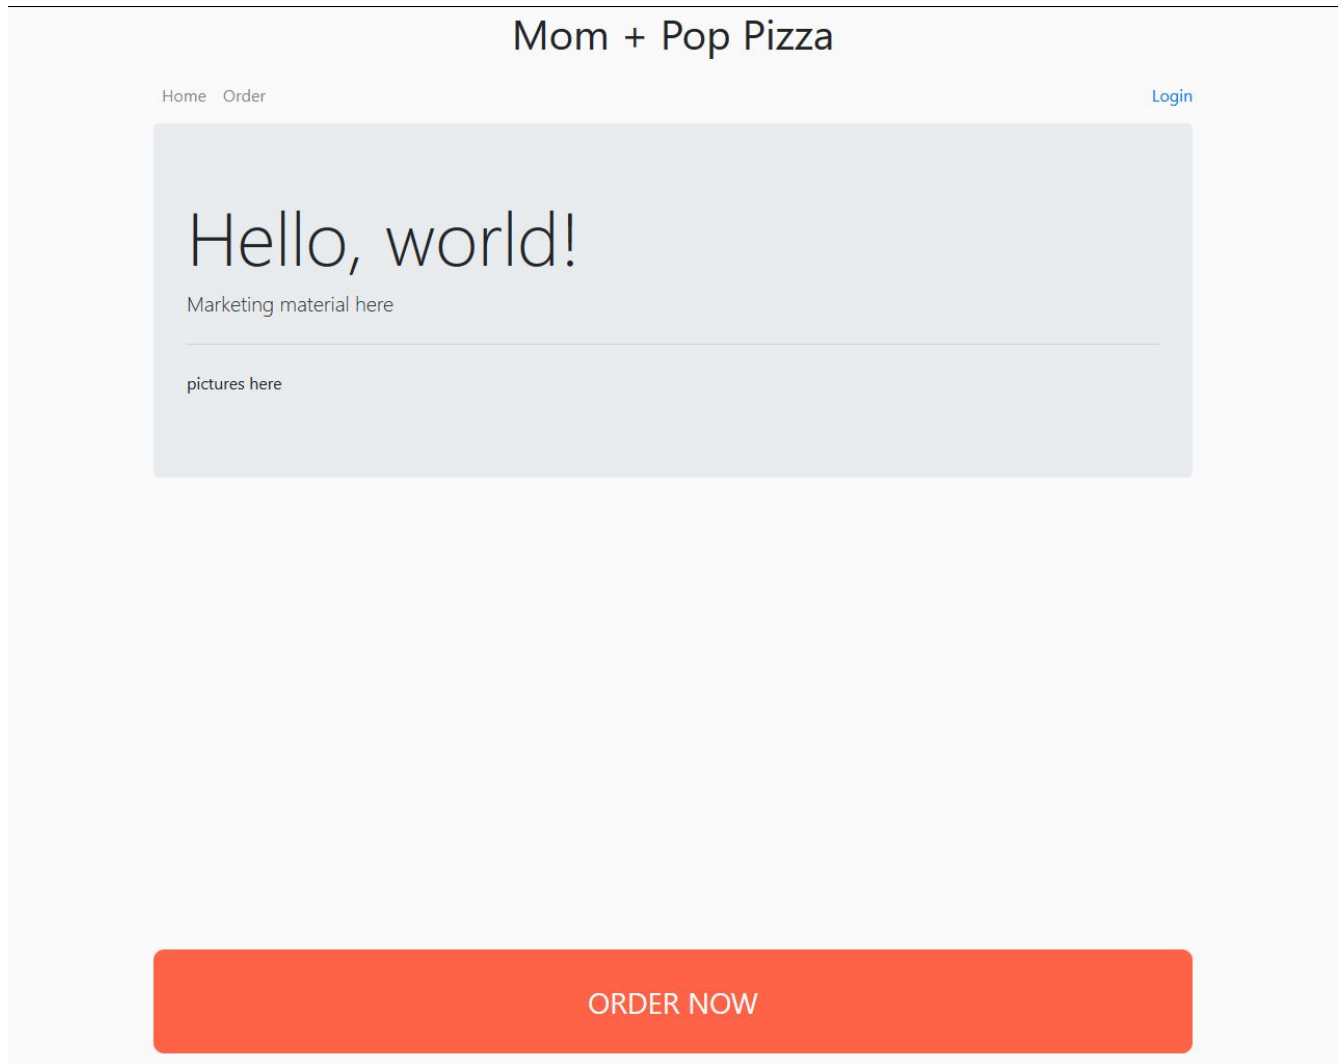 Mom + Pop Pizza
Home Order Login
Hello, world!
Marketing material here
pictures here
ORDER NOW